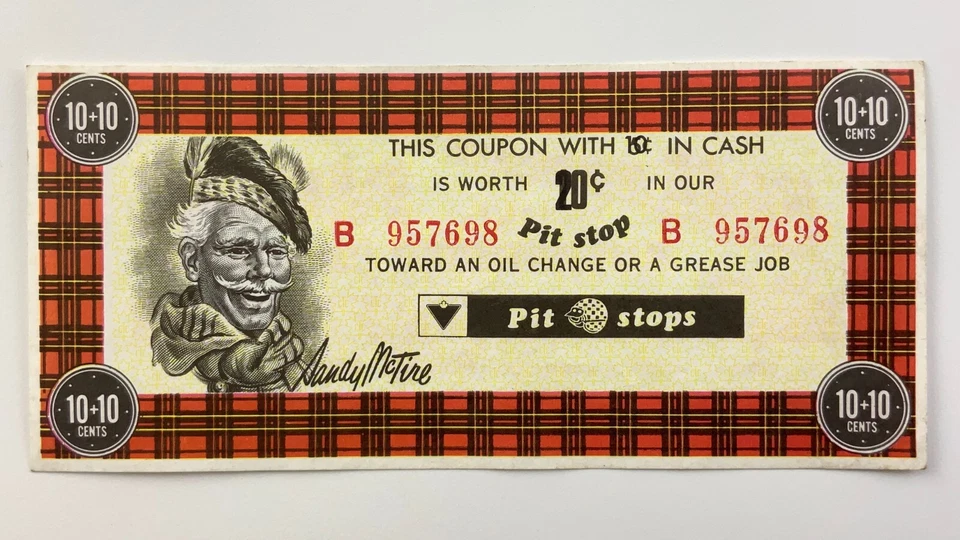 10+10
CENTS
10+10
CENTS
THIS COUPON WITH 10¢ IN CASH
IS WORTH 20¢ IN OUR
B 957698 Pit stop B 957698
TOWARD AN OIL CHANGE OR A GREASE JOB
Pit stops
Sandy McTire
10+10
CENTS
10+10
CENTS